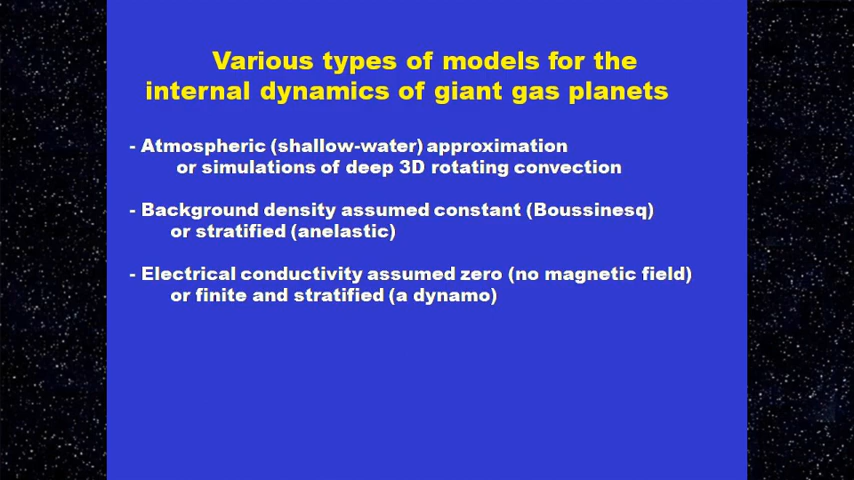 Various types of models for the
internal dynamics of giant gas planets
- Atmospheric (shallow-water) approximation
or simulations of deep 3D rotating convection
- Background density assumed constant (Boussinesq)
or stratified (anelastic)
- Electrical conductivity assumed zero (no magnetic field)
or finite and stratified (a dynamo)